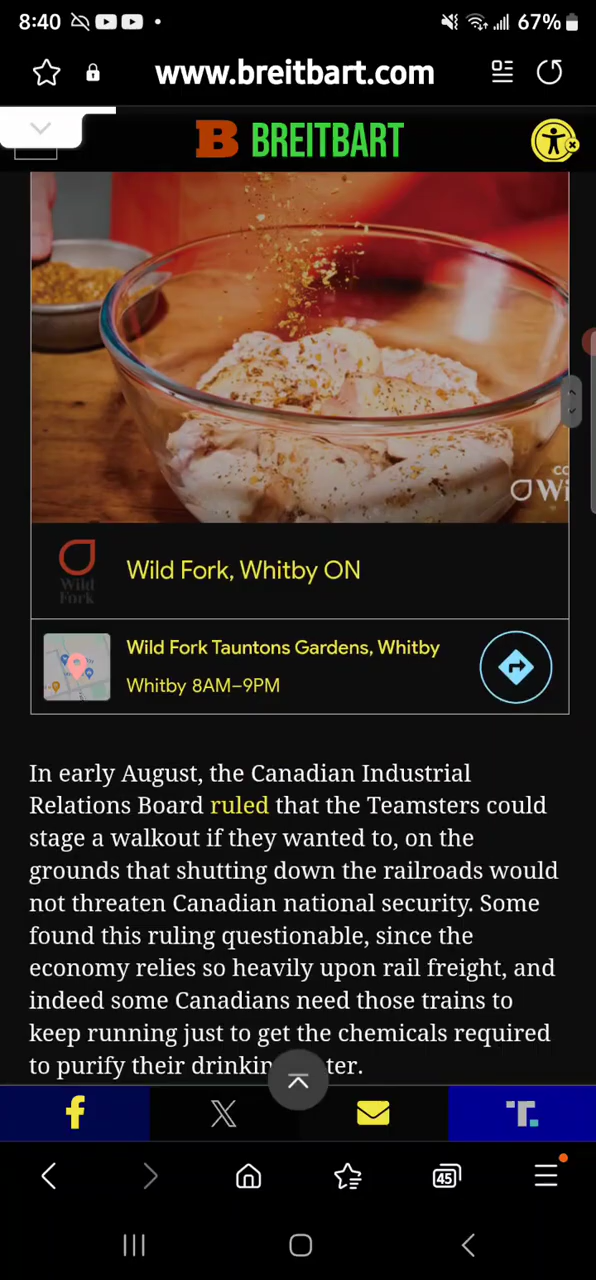 8:40
67%
www.breitbart.com
B BREITBART
Wild Fork, Whitby ON
Wild
Fork
Wild Fork Tauntons Gardens, Whitby
Whitby 8AM–9PM
In early August, the Canadian Industrial
Relations Board ruled that the Teamsters could
stage a walkout if they wanted to, on the
grounds that shutting down the railroads would
not threaten Canadian national security. Some
found this ruling questionable, since the
economy relies so heavily upon rail freight, and
indeed some Canadians need those trains to
keep running just to get the chemicals required
to purify their
45